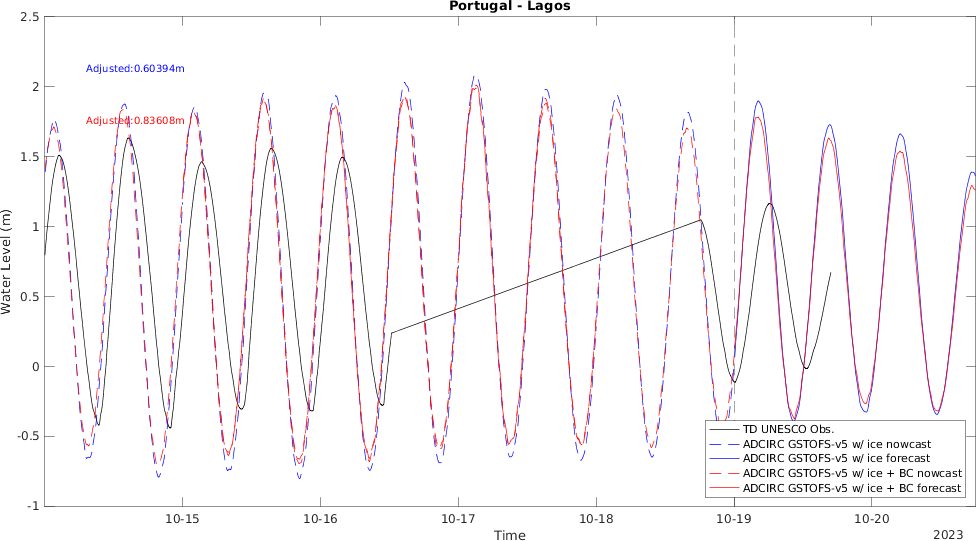 Portugal - Lagos
2.5
2
1.5
1
0.5
0
-0.5
-1
Water Level (m)
Adjusted:0.60394m
Adjusted:0.83608m
TD UNESCO Obs.
ADCIRC GSTOFS-v5 w/ ice nowcast
ADCIRC GSTOFS-v5 w/ ice forecast
ADCIRC GSTOFS-v5 w/ ice + BC nowcast
ADCIRC GSTOFS-v5 w/ ice + BC forecast
10-15 10-16 10-17 10-18 10-19 10-20
Time
2023